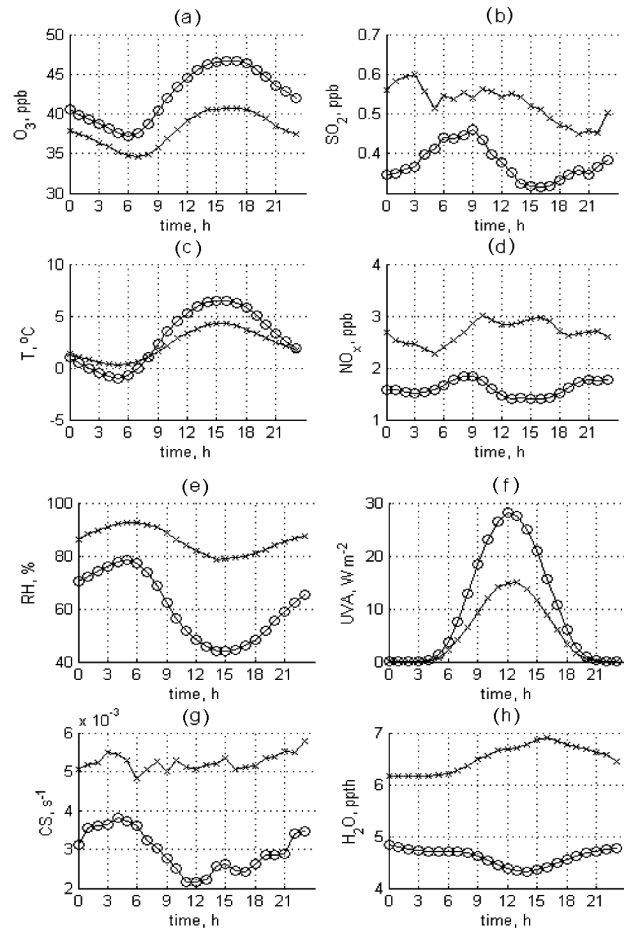 (a)
O3, ppb
50
45
40
35
30
0 3 6 9 12 15 18 21
time, h
(b)
SO2, ppb
0.7
0.6
0.5
0.4
0 3 6 9 12 15 18 21
time, h
(c)
T, ºC
10
5
0
-5
0 3 6 9 12 15 18 21
time, h
(d)
NOx, ppb
4
3
2
1
0 3 6 9 12 15 18 21
time, h
(e)
RH, %
100
80
60
40
0 3 6 9 12 15 18 21
time, h
(f)
UVA, W m-2
30
20
10
0
0 3 6 9 12 15 18 21
time, h
(g)
x 10-3
CS, s-1
6
5
4
3
2
0 3 6 9 12 15 18 21
time, h
(h)
H2O, ppth
7
6
5
4
0 3 6 9 12 15 18 21
time, h